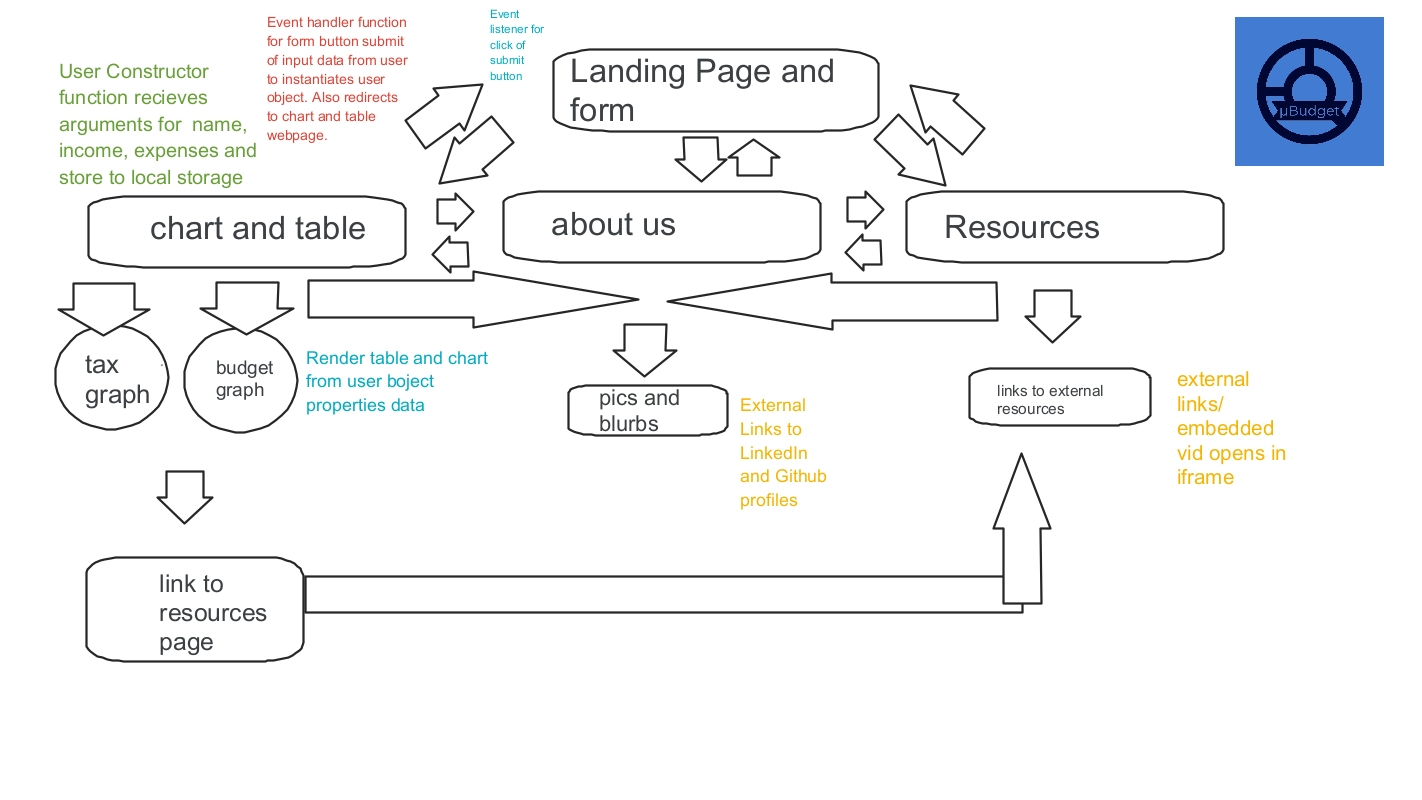 Event handler function
for form button submit
of input data from user
to instantiates user
object. Also redirects
to chart and table
webpage.
Event
listener for
click of
submit
button
Landing Page and
form
µBudget
User Constructor
function recieves
arguments for  name,
income, expenses and
store to local storage
chart and table
about us
Resources
tax
graph
budget
graph
Render table and chart
from user boject
properties data
pics and
blurbs
External
Links to
LinkedIn
and Github
profiles
links to external
resources
external
links/
embedded
vid opens in
iframe
link to
resources
page